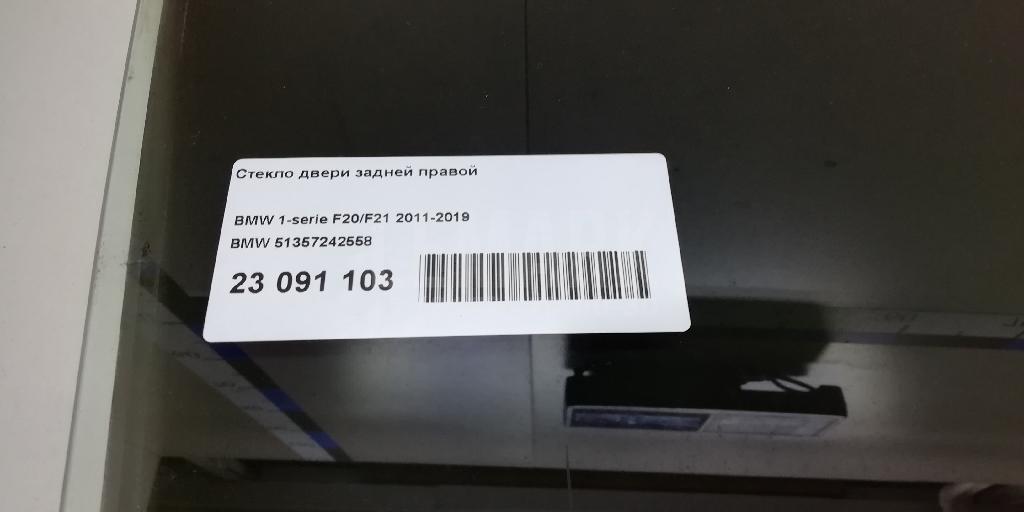 Стекло двери задней правой
BMW 1-serie F20/F21 2011-2019
BMW 51357242558
23 091 103